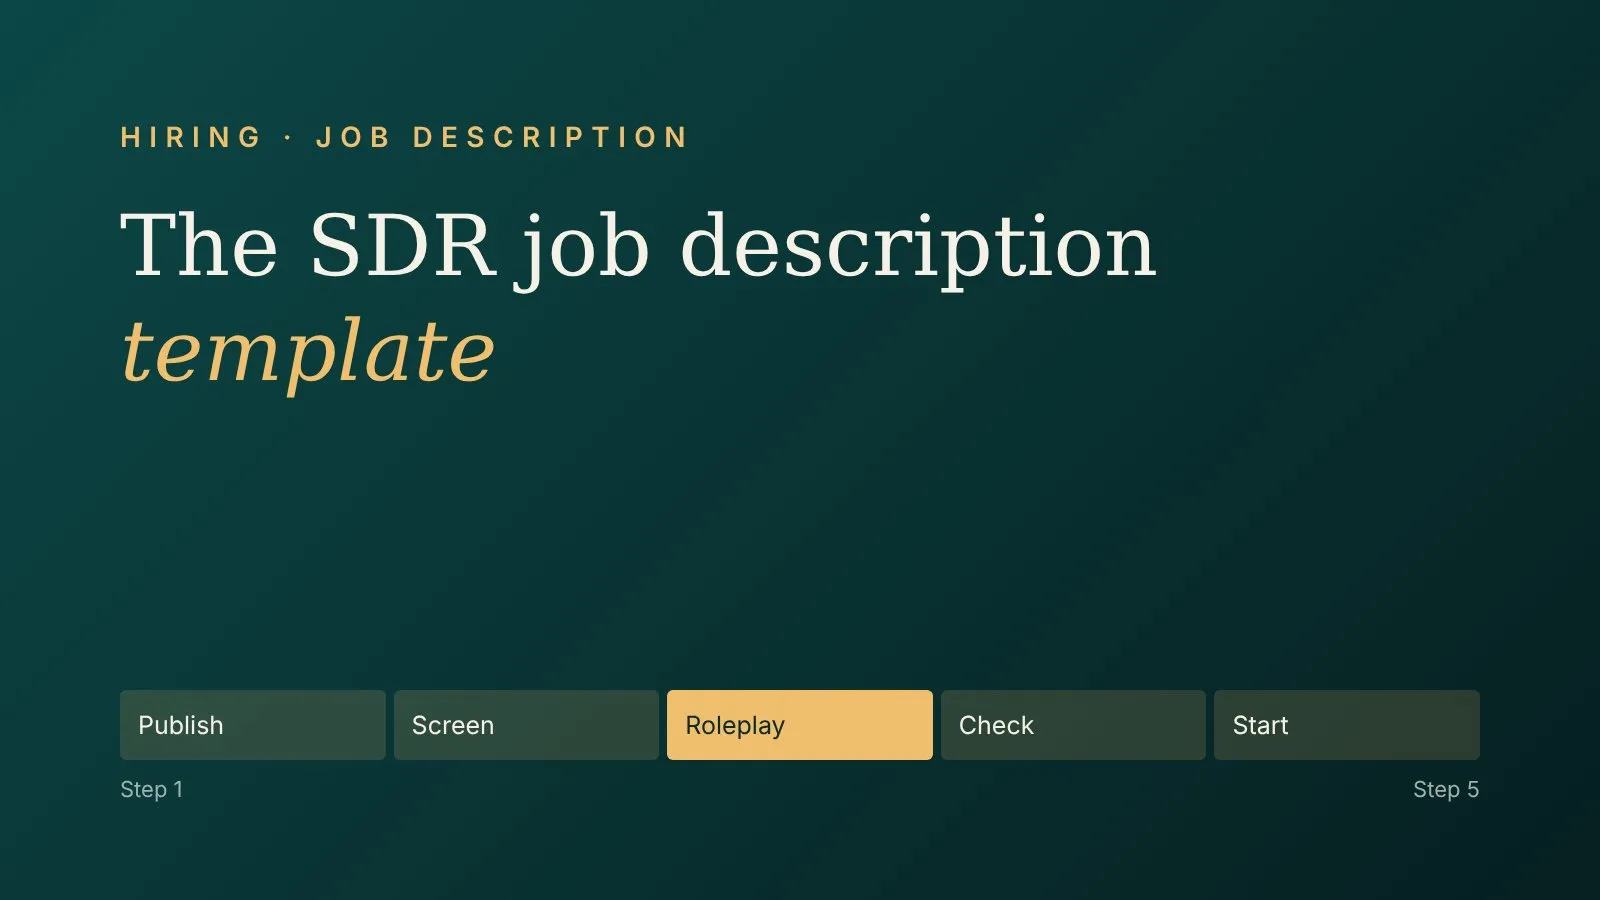 HIRING · JOB DESCRIPTION
The SDR job description
template
Publish
Screen
Roleplay
Check
Start
Step 1
Step 5